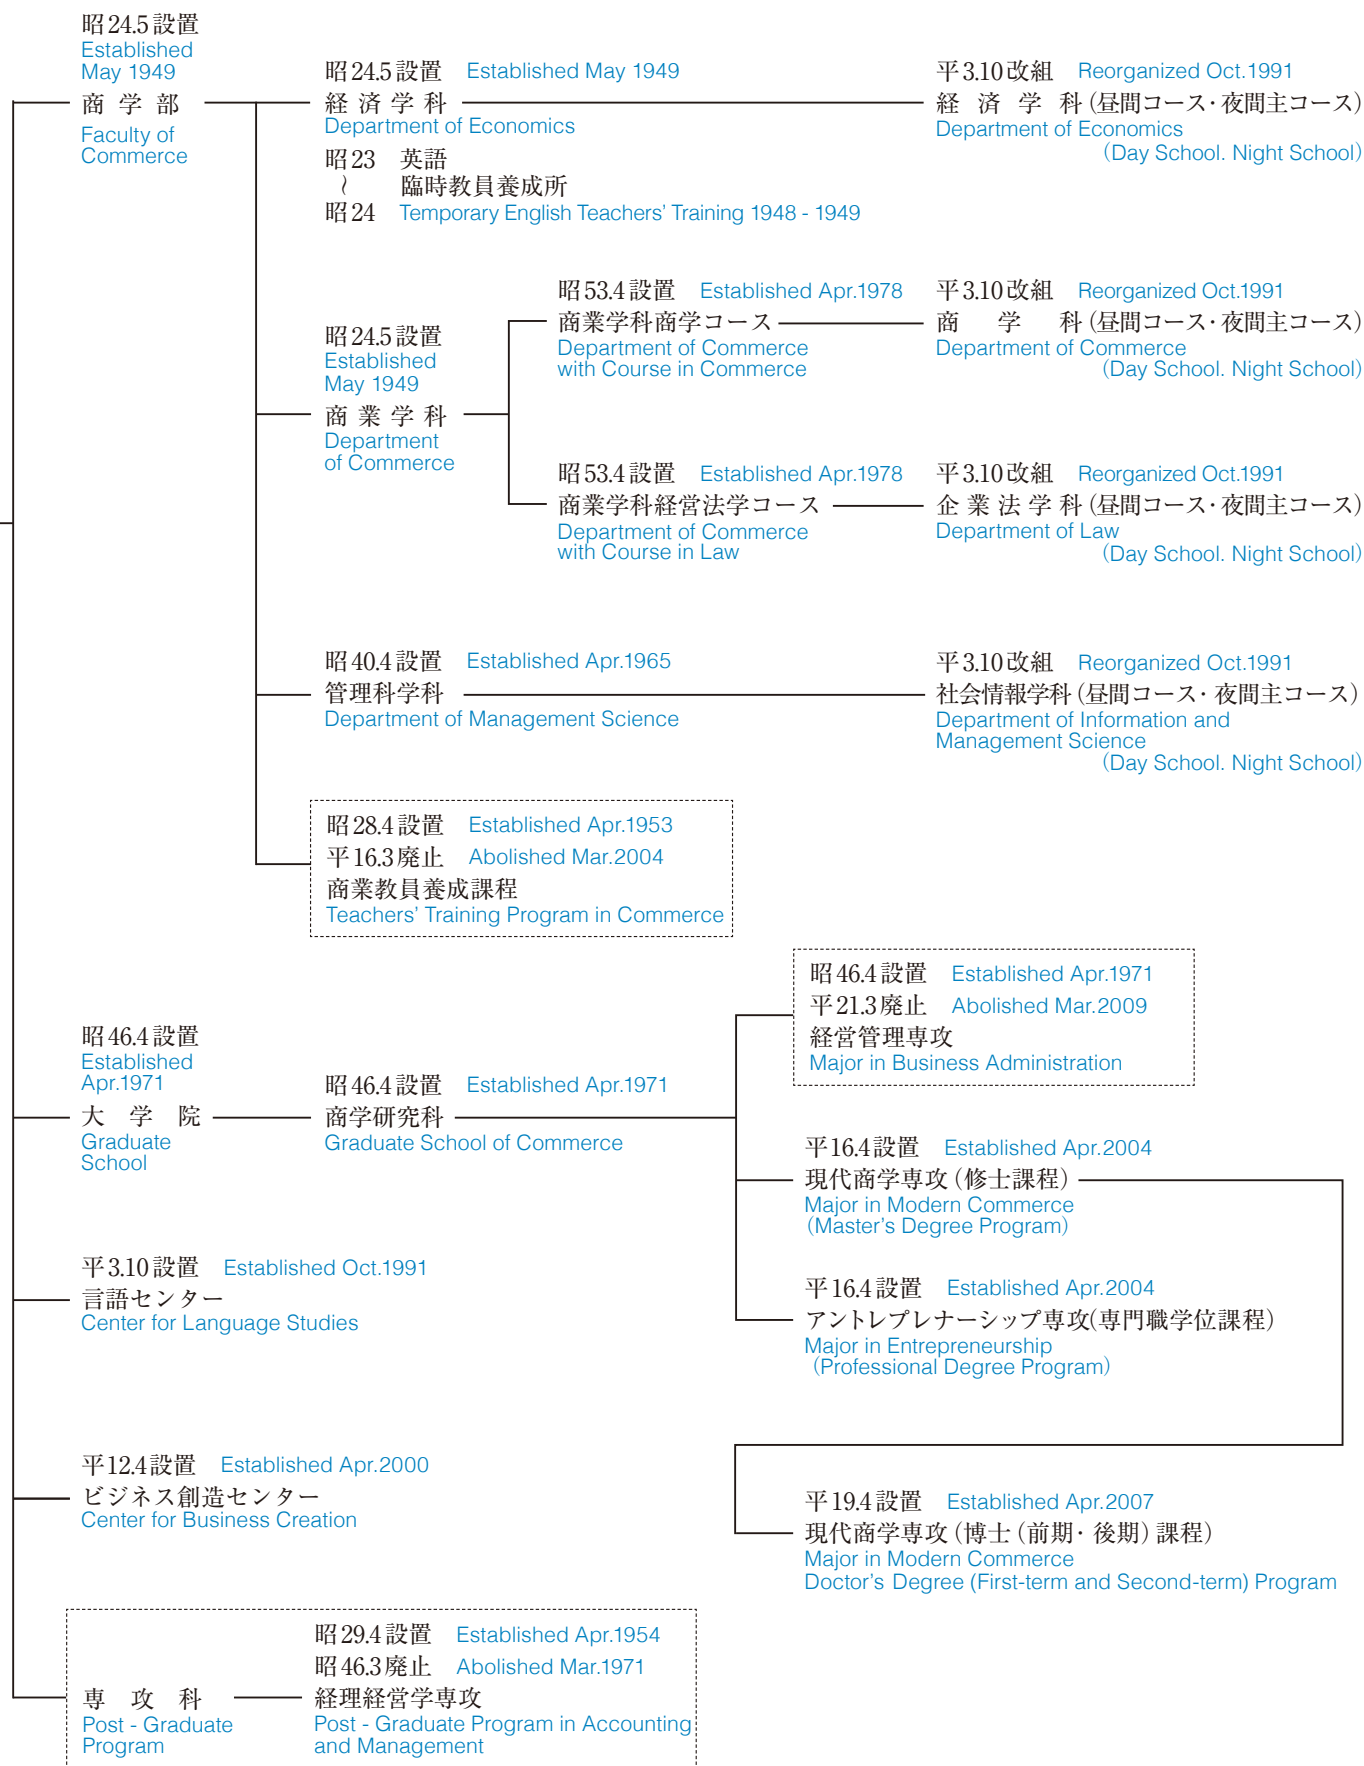 昭24.5設置
Established
May 1949
商学部
Faculty of
Commerce
昭24.5設置 Established May 1949
経済学科
Department of Economics
平3.10改組 Reorganized Oct.1991
経済学科(昼間コース・夜間主コース)
Department of Economics
(Day School. Night School)
昭23 英語
〜 臨時教員養成所
昭24 Temporary English Teachers' Training 1948 - 1949
昭24.5設置
Established
May 1949
商業学科
Department
of Commerce
昭53.4設置 Established Apr.1978
商業学科商学コース
Department of Commerce
with Course in Commerce
平3.10改組 Reorganized Oct.1991
商学科(昼間コース・夜間主コース)
Department of Commerce
(Day School. Night School)
昭53.4設置 Established Apr.1978
商業学科経営法学コース
Department of Commerce
with Course in Law
平3.10改組 Reorganized Oct.1991
企業法学科(昼間コース・夜間主コース)
Department of Law
(Day School. Night School)
昭40.4設置 Established Apr.1965
管理科学科
Department of Management Science
平3.10改組 Reorganized Oct.1991
社会情報学科(昼間コース・夜間主コース)
Department of Information and
Management Science
(Day School. Night School)
昭28.4設置 Established Apr.1953
平16.3廃止 Abolished Mar.2004
商業教員養成課程
Teachers' Training Program in Commerce
昭46.4設置
Established
Apr.1971
大学院
Graduate
School
昭46.4設置 Established Apr.1971
商学研究科
Graduate School of Commerce
昭46.4設置 Established Apr.1971
平21.3廃止 Abolished Mar.2009
経営管理専攻
Major in Business Administration
平16.4設置 Established Apr.2004
現代商学専攻(修士課程)
Major in Modern Commerce
(Master's Degree Program)
平16.4設置 Established Apr.2004
アントレプレナーシップ専攻(専門職学位課程)
Major in Entrepreneurship
(Professional Degree Program)
平19.4設置 Established Apr.2007
現代商学専攻(博士(前期・後期)課程)
Major in Modern Commerce
Doctor's Degree (First-term and Second-term) Program
平3.10設置 Established Oct.1991
言語センター
Center for Language Studies
平12.4設置 Established Apr.2000
ビジネス創造センター
Center for Business Creation
専攻科
Post - Graduate
Program
昭29.4設置 Established Apr.1954
昭46.3廃止 Abolished Mar.1971
経理経営学専攻
Post - Graduate Program in Accounting
and Management